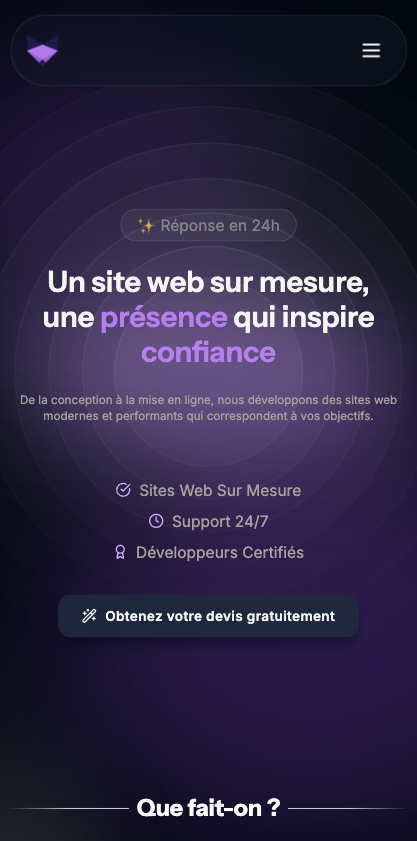 ✨ Réponse en 24h
Un site web sur mesure,
une présence qui inspire
confiance
De la conception à la mise en ligne, nous développons des sites web
modernes et performants qui correspondent à vos objectifs.
Sites Web Sur Mesure
Support 24/7
Développeurs Certifiés
Obtenez votre devis gratuitement
Que fait-on ?